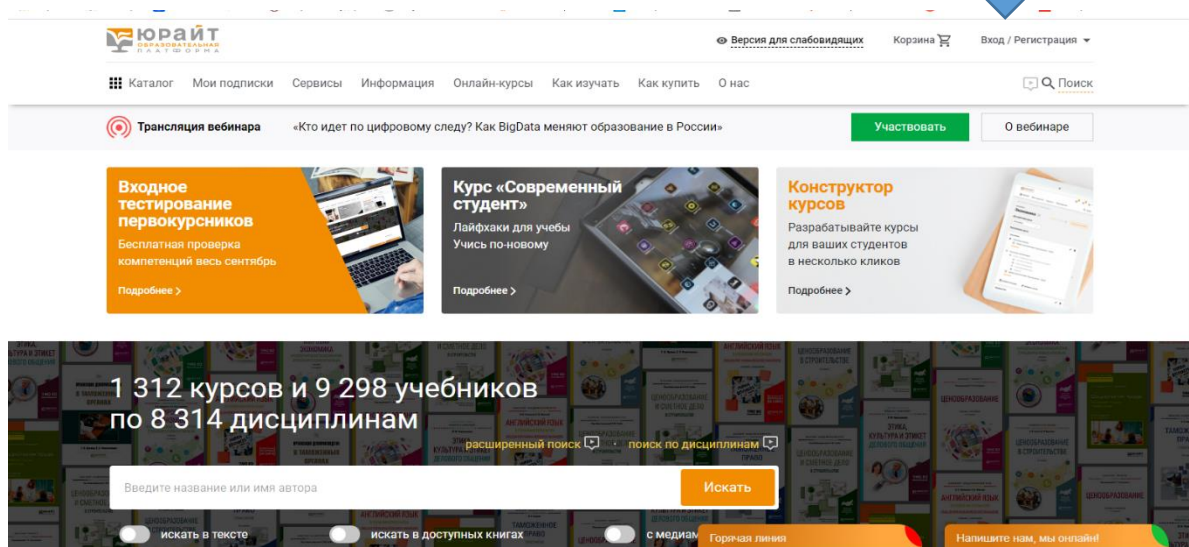 юрайт
ОБРАЗОВАТЕЛЬНАЯ
ПЛАТФОРМА
Версия для слабовидящих
Корзина
Вход / Регистрация
Каталог
Мои подписки
Сервисы
Информация
Онлайн-курсы
Как изучать
Как купить
О нас
Поиск
Трансляция вебинара
«Кто идет по цифровому следу? Как BigData меняют образование в России»
Участвовать
О вебинаре
Входное
тестирование
первокурсников
Бесплатная проверка
компетенций весь сентябрь
Подробнее >
Курс «Современный
студент»
Лайфхаки для учебы
Учись по-новому
Подробнее >
Конструктор
курсов
Разрабатывайте курсы
для ваших студентов
в несколько кликов
Подробнее >
1 312 курсов и 9 298 учебников
по 8 314 дисциплинам
расширенный поиск
поиск по дисциплинам
Введите название или имя автора
Искать
искать в тексте
искать в доступных книгах
с медиам
Горячая линия
Напишите нам, мы онлайн!